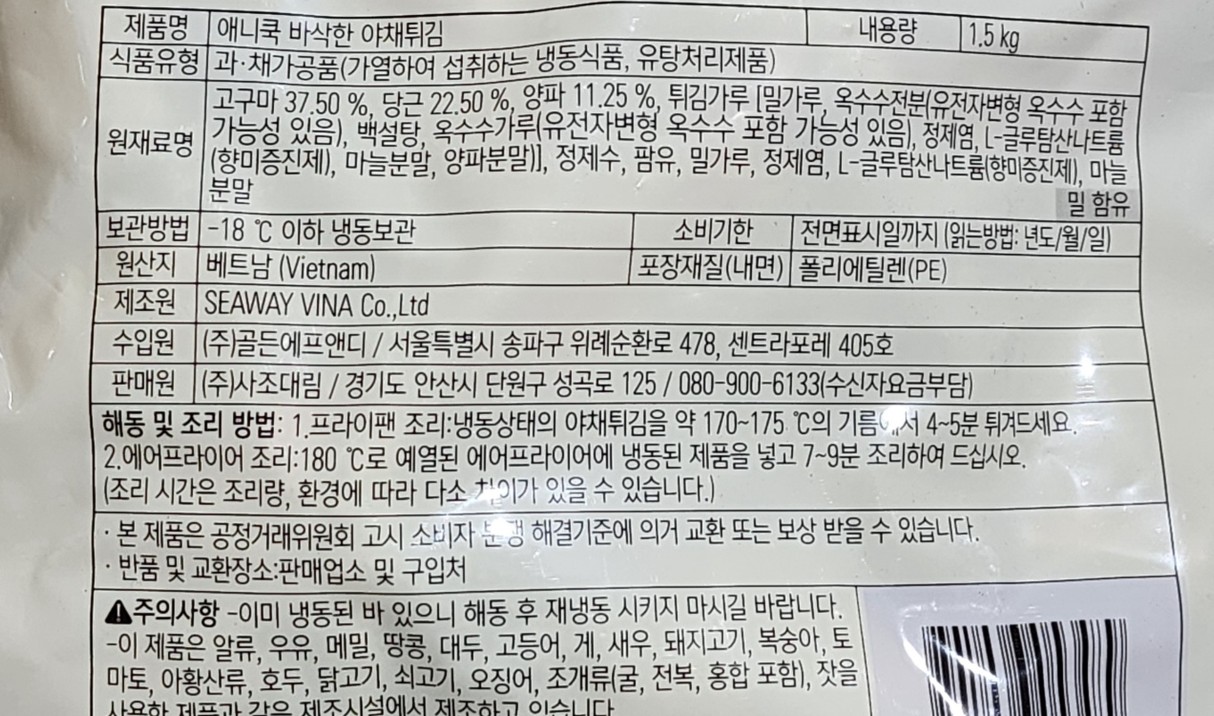 제품명 애니쿡 바삭한 야채튀김 내용량 1.5 kg
식품유형 과·채가공품(가열하여 섭취하는 냉동식품, 유탕처리제품)
원재료명 고구마 37.50 %, 당근 22.50 %, 양파 11.25 %, 튀김가루 [밀가루, 옥수수전분(유전자변형 옥수수 포함
가능성 있음), 백설탕, 옥수수가루(유전자변형 옥수수 포함 가능성 있음), 정제염, L-글루탐산나트륨
(향미증진제), 마늘분말, 양파분말)], 정제수, 팜유, 밀가루, 정제염, L-글루탐산나트륨(향미증진제), 마늘
분말
밀 함유
보관방법 -18 ℃ 이하 냉동보관 소비기한 전면표시일까지 (읽는방법: 년도/월/일)
원산지 베트남 (Vietnam) 포장재질(내면) 폴리에틸렌(PE)
제조원 SEAWAY VINA Co.,Ltd
수입원 (주)골든에프앤디 / 서울특별시 송파구 위례순환로 478, 센트라포레 405호
판매원 (주)사조대림 / 경기도 안산시 단원구 성곡로 125 / 080-900-6133(수신자요금부담)
해동 및 조리 방법: 1.프라이팬 조리:냉동상태의 야채튀김을 약 170~175 ℃의 기름에서 4~5분 튀겨드세요.
2.에어프라이어 조리:180 ℃로 예열된 에어프라이어에 냉동된 제품을 넣고 7~9분 조리하여 드십시오.
(조리 시간은 조리량, 환경에 따라 다소 차이가 있을 수 있습니다.)
· 본 제품은 공정거래위원회 고시 소비자 분쟁 해결기준에 의거 교환 또는 보상 받을 수 있습니다.
· 반품 및 교환장소:판매업소 및 구입처
⚠주의사항 -이미 냉동된 바 있으니 해동 후 재냉동 시키지 마시길 바랍니다.
-이 제품은 알류, 우유, 메밀, 땅콩, 대두, 고등어, 게, 새우, 돼지고기, 복숭아, 토
마토, 아황산류, 호두, 닭고기, 쇠고기, 오징어, 조개류(굴, 전복, 홍합 포함), 잣을
사용한 제품과 같은 제조시설에서 제조하고 있습니다